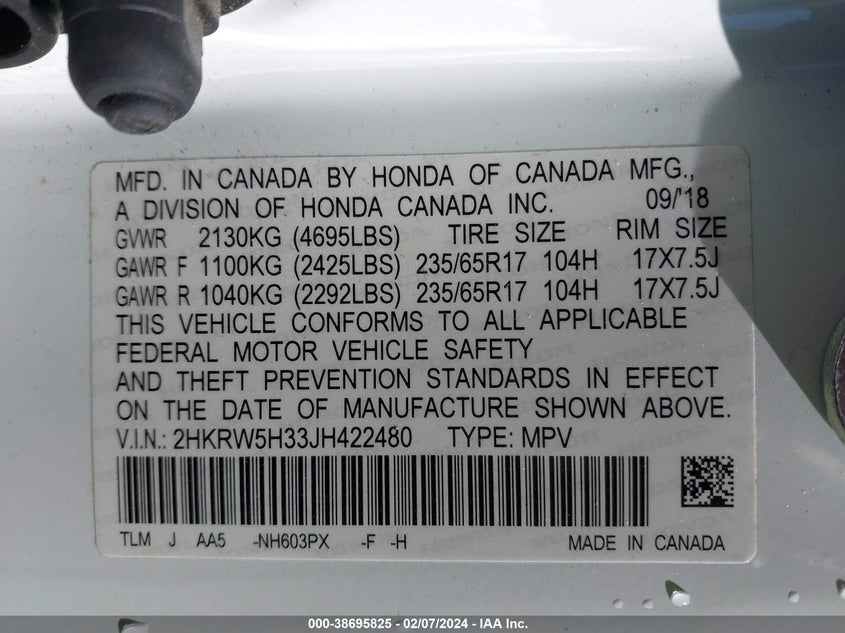 MFD. IN CANADA BY HONDA OF CANADA MFG.,
A DIVISION OF HONDA CANADA INC. 09/'18
GVWR 2130KG (4695LBS) TIRE SIZE RIM SIZE
GAWR F 1100KG (2425LBS) 235/65R17 104H 17X7.5J
GAWR R 1040KG (2292LBS) 235/65R17 104H 17X7.5J
THIS VEHICLE CONFORMS TO ALL APPLICABLE
FEDERAL MOTOR VEHICLE SAFETY
AND THEFT PREVENTION STANDARDS IN EFFECT
ON THE DATE OF MANUFACTURE SHOWN ABOVE.
V.I.N.: 2HKRW5H33JH422480 TYPE: MPV
TLM J AA5 -NH603PX -F -H MADE IN CANADA
000-38695825 - 02/07/2024 - IAA Inc.